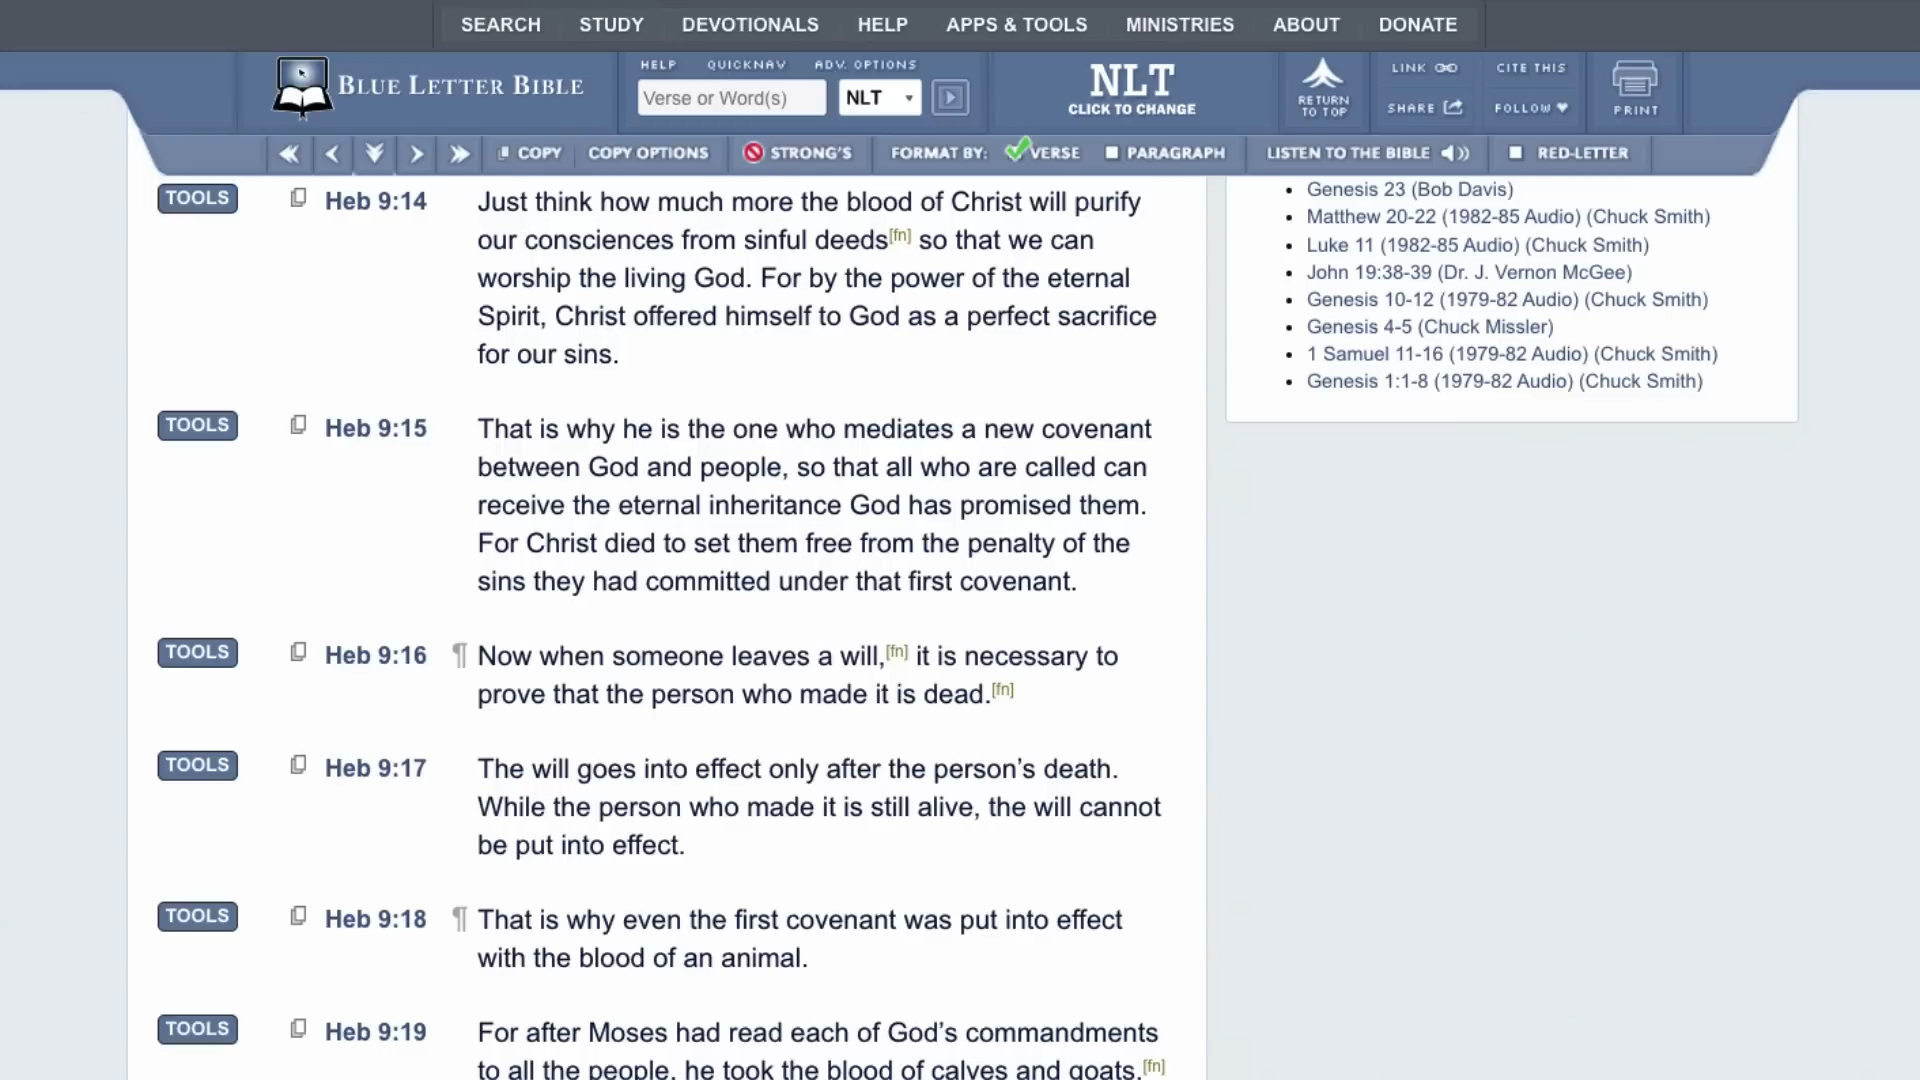 SEARCH STUDY DEVOTIONALS HELP APPS & TOOLS MINISTRIES ABOUT DONATE
BLUE LETTER BIBLE
HELP QUICKNAV ADV. OPTIONS
Verse or Word(s) NLT
NLT
CLICK TO CHANGE
RETURN
TO TOP
LINK CITE THIS
SHARE FOLLOW
PRINT
COPY COPY OPTIONS STRONG'S FORMAT BY: VERSE PARAGRAPH LISTEN TO THE BIBLE RED-LETTER
TOOLS Heb 9:14 Just think how much more the blood of Christ will purify
our consciences from sinful deeds[fn] so that we can
worship the living God. For by the power of the eternal
Spirit, Christ offered himself to God as a perfect sacrifice
for our sins.
TOOLS Heb 9:15 That is why he is the one who mediates a new covenant
between God and people, so that all who are called can
receive the eternal inheritance God has promised them.
For Christ died to set them free from the penalty of the
sins they had committed under that first covenant.
TOOLS Heb 9:16 ¶ Now when someone leaves a will,[fn] it is necessary to
prove that the person who made it is dead.[fn]
TOOLS Heb 9:17 The will goes into effect only after the person’s death.
While the person who made it is still alive, the will cannot
be put into effect.
TOOLS Heb 9:18 ¶ That is why even the first covenant was put into effect
with the blood of an animal.
TOOLS Heb 9:19 For after Moses had read each of God’s commandments
to all the people, he took the blood of calves and goats,[fn]
• Genesis 23 (Bob Davis)
• Matthew 20-22 (1982-85 Audio) (Chuck Smith)
• Luke 11 (1982-85 Audio) (Chuck Smith)
• John 19:38-39 (Dr. J. Vernon McGee)
• Genesis 10-12 (1979-82 Audio) (Chuck Smith)
• Genesis 4-5 (Chuck Missler)
• 1 Samuel 11-16 (1979-82 Audio) (Chuck Smith)
• Genesis 1:1-8 (1979-82 Audio) (Chuck Smith)